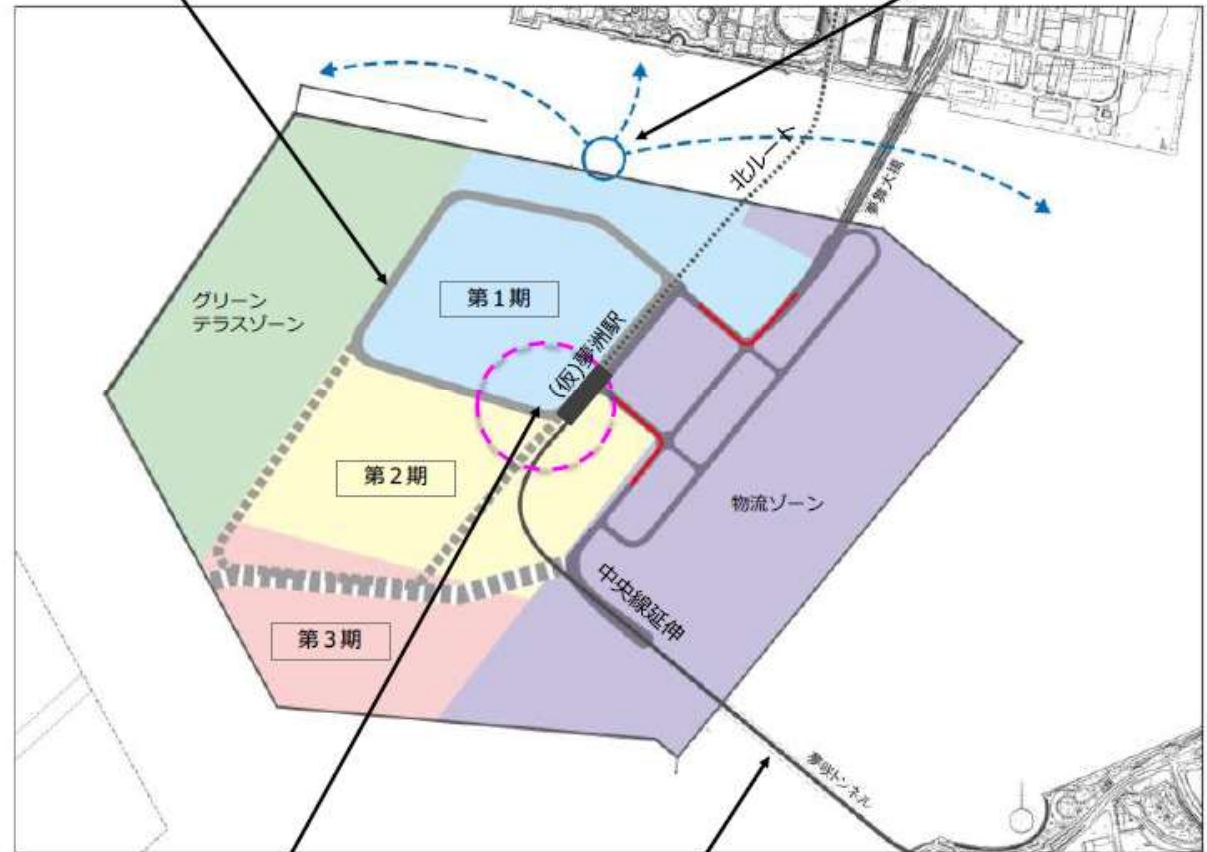 北ルート
夢舞大橋
グリーン
テラスゾーン
第1期
(仮)夢洲駅
第2期
物流ゾーン
中央線延伸
第3期
夢咲トンネル